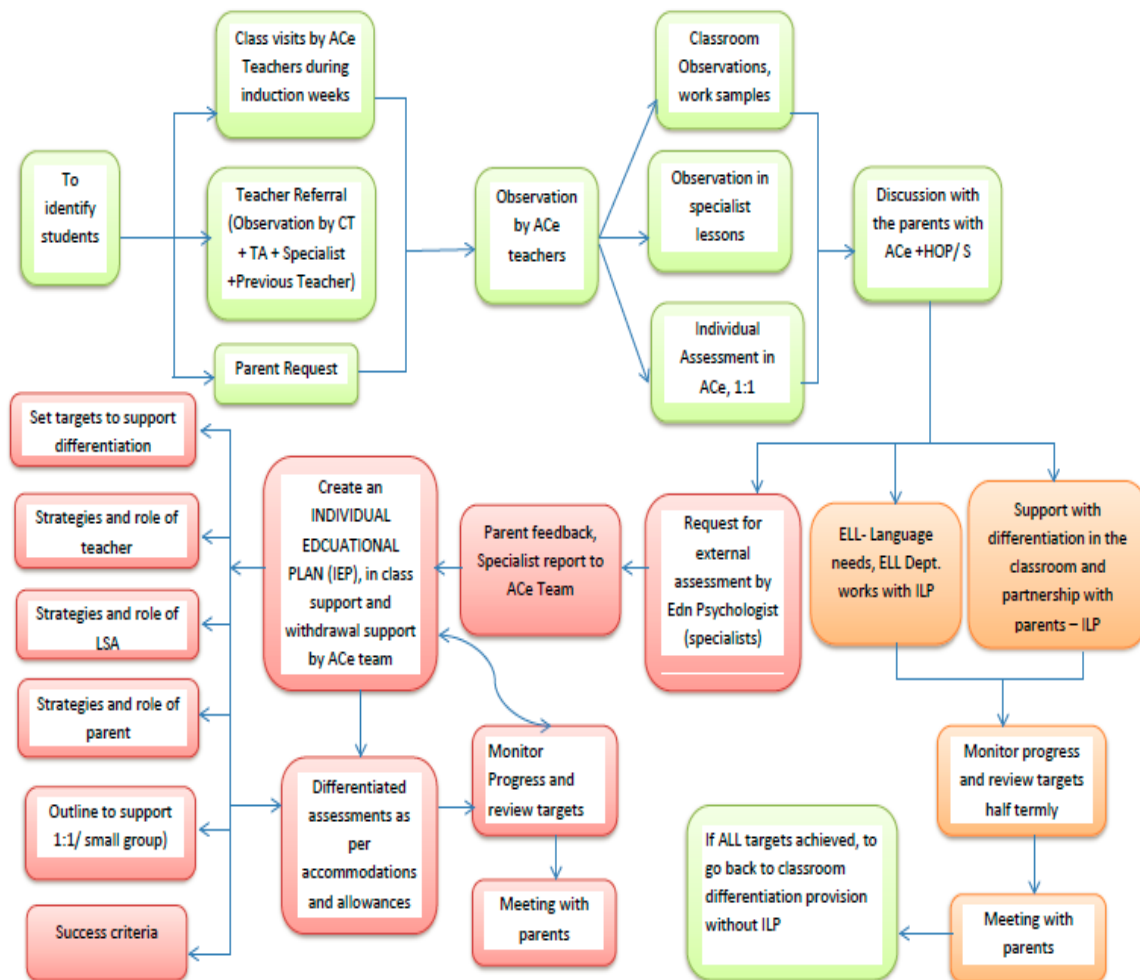 Class visits by ACe
Teachers during
induction weeks
Classroom
Observations,
work samples
To
identify
students
Teacher Referral
(Observation by CT
+ TA + Specialist
+Previous Teacher)
Observation
by ACe
teachers
Observation in
specialist
lessons
Discussion with
the parents with
ACe +HOP/ S
Parent Request
Individual
Assessment in
ACe, 1:1
Set targets to support
differentiation
Strategies and role of
teacher
Strategies and role of
LSA
Strategies and role of
parent
Outline to support
1:1/ small group)
Success criteria
Create an
INDIVIDUAL
EDCUATIONAL
PLAN (IEP), in class
support and
withdrawal support
by ACe team
Parent feedback,
Specialist report to
ACe Team
Request for
external
assessment by
Edn Psychologist
(specialists)
ELL- Language
needs, ELL Dept.
works with ILP
Support with
differentiation in the
classroom and
partnership with
parents – ILP
Differentiated
assessments as
per
accommodations
and allowances
Monitor
Progress and
review targets
Meeting with
parents
Monitor progress
and review targets
half termly
If ALL targets achieved, to
go back to classroom
differentiation provision
without ILP
Meeting with
parents